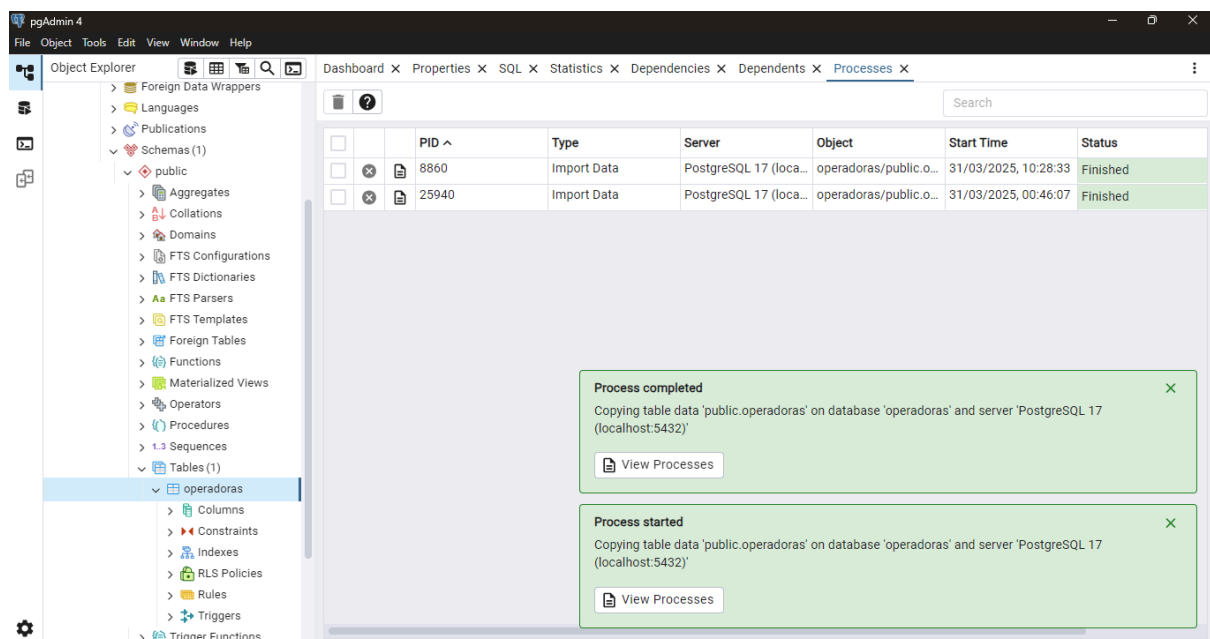 pgAdmin 4
File Object Tools Edit View Window Help
Object Explorer
Dashboard Properties SQL Statistics Dependencies Dependents Processes
Foreign Data Wrappers
Languages
Publications
Schemas (1)
public
Aggregates
Collations
Domains
FTS Configurations
FTS Dictionaries
Aa FTS Parsers
FTS Templates
Foreign Tables
Functions
Materialized Views
Operators
Procedures
1..3 Sequences
Tables (1)
operadoras
Columns
Constraints
Indexes
RLS Policies
Rules
Triggers
Trigger Functions
Search
PID Type Server Object Start Time Status
8860 Import Data PostgreSQL 17 (loca... operadoras/public.o... 31/03/2025, 10:28:33 Finished
25940 Import Data PostgreSQL 17 (loca... operadoras/public.o... 31/03/2025, 00:46:07 Finished
Process completed
Copying table data 'public.operadoras' on database 'operadoras' and server 'PostgreSQL 17
(localhost:5432)'
View Processes
Process started
Copying table data 'public.operadoras' on database 'operadoras' and server 'PostgreSQL 17
(localhost:5432)'
View Processes